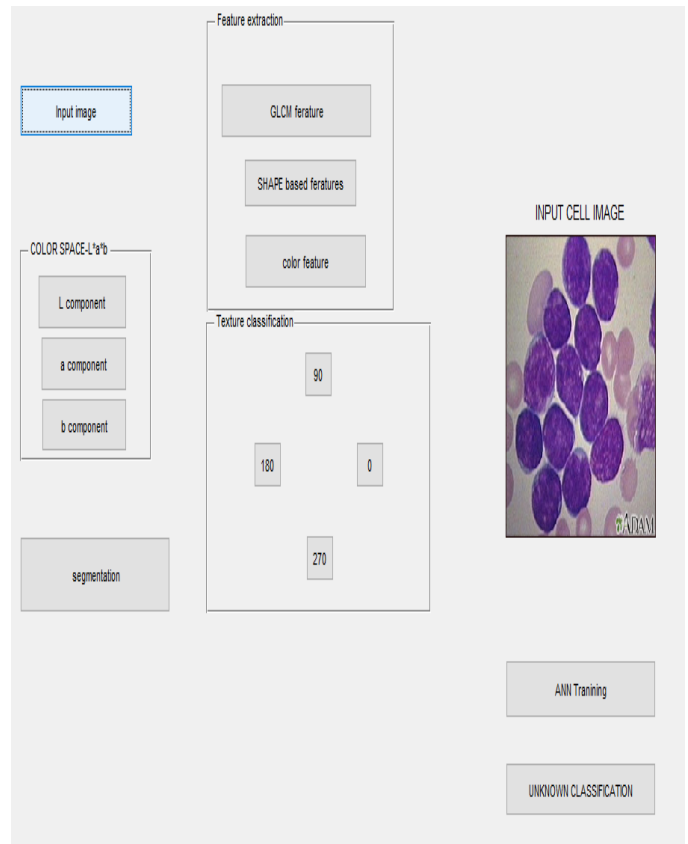 Input image
COLOR SPACE-L*a*b
L component
a component
b component
segmentation
Feature extraction
GLCM ferature
SHAPE based feratures
color feature
Texture classification
90
180
0
270
INPUT CELL IMAGE
ADAM
ANN Tranining
UNKNOWN CLASSIFICATION